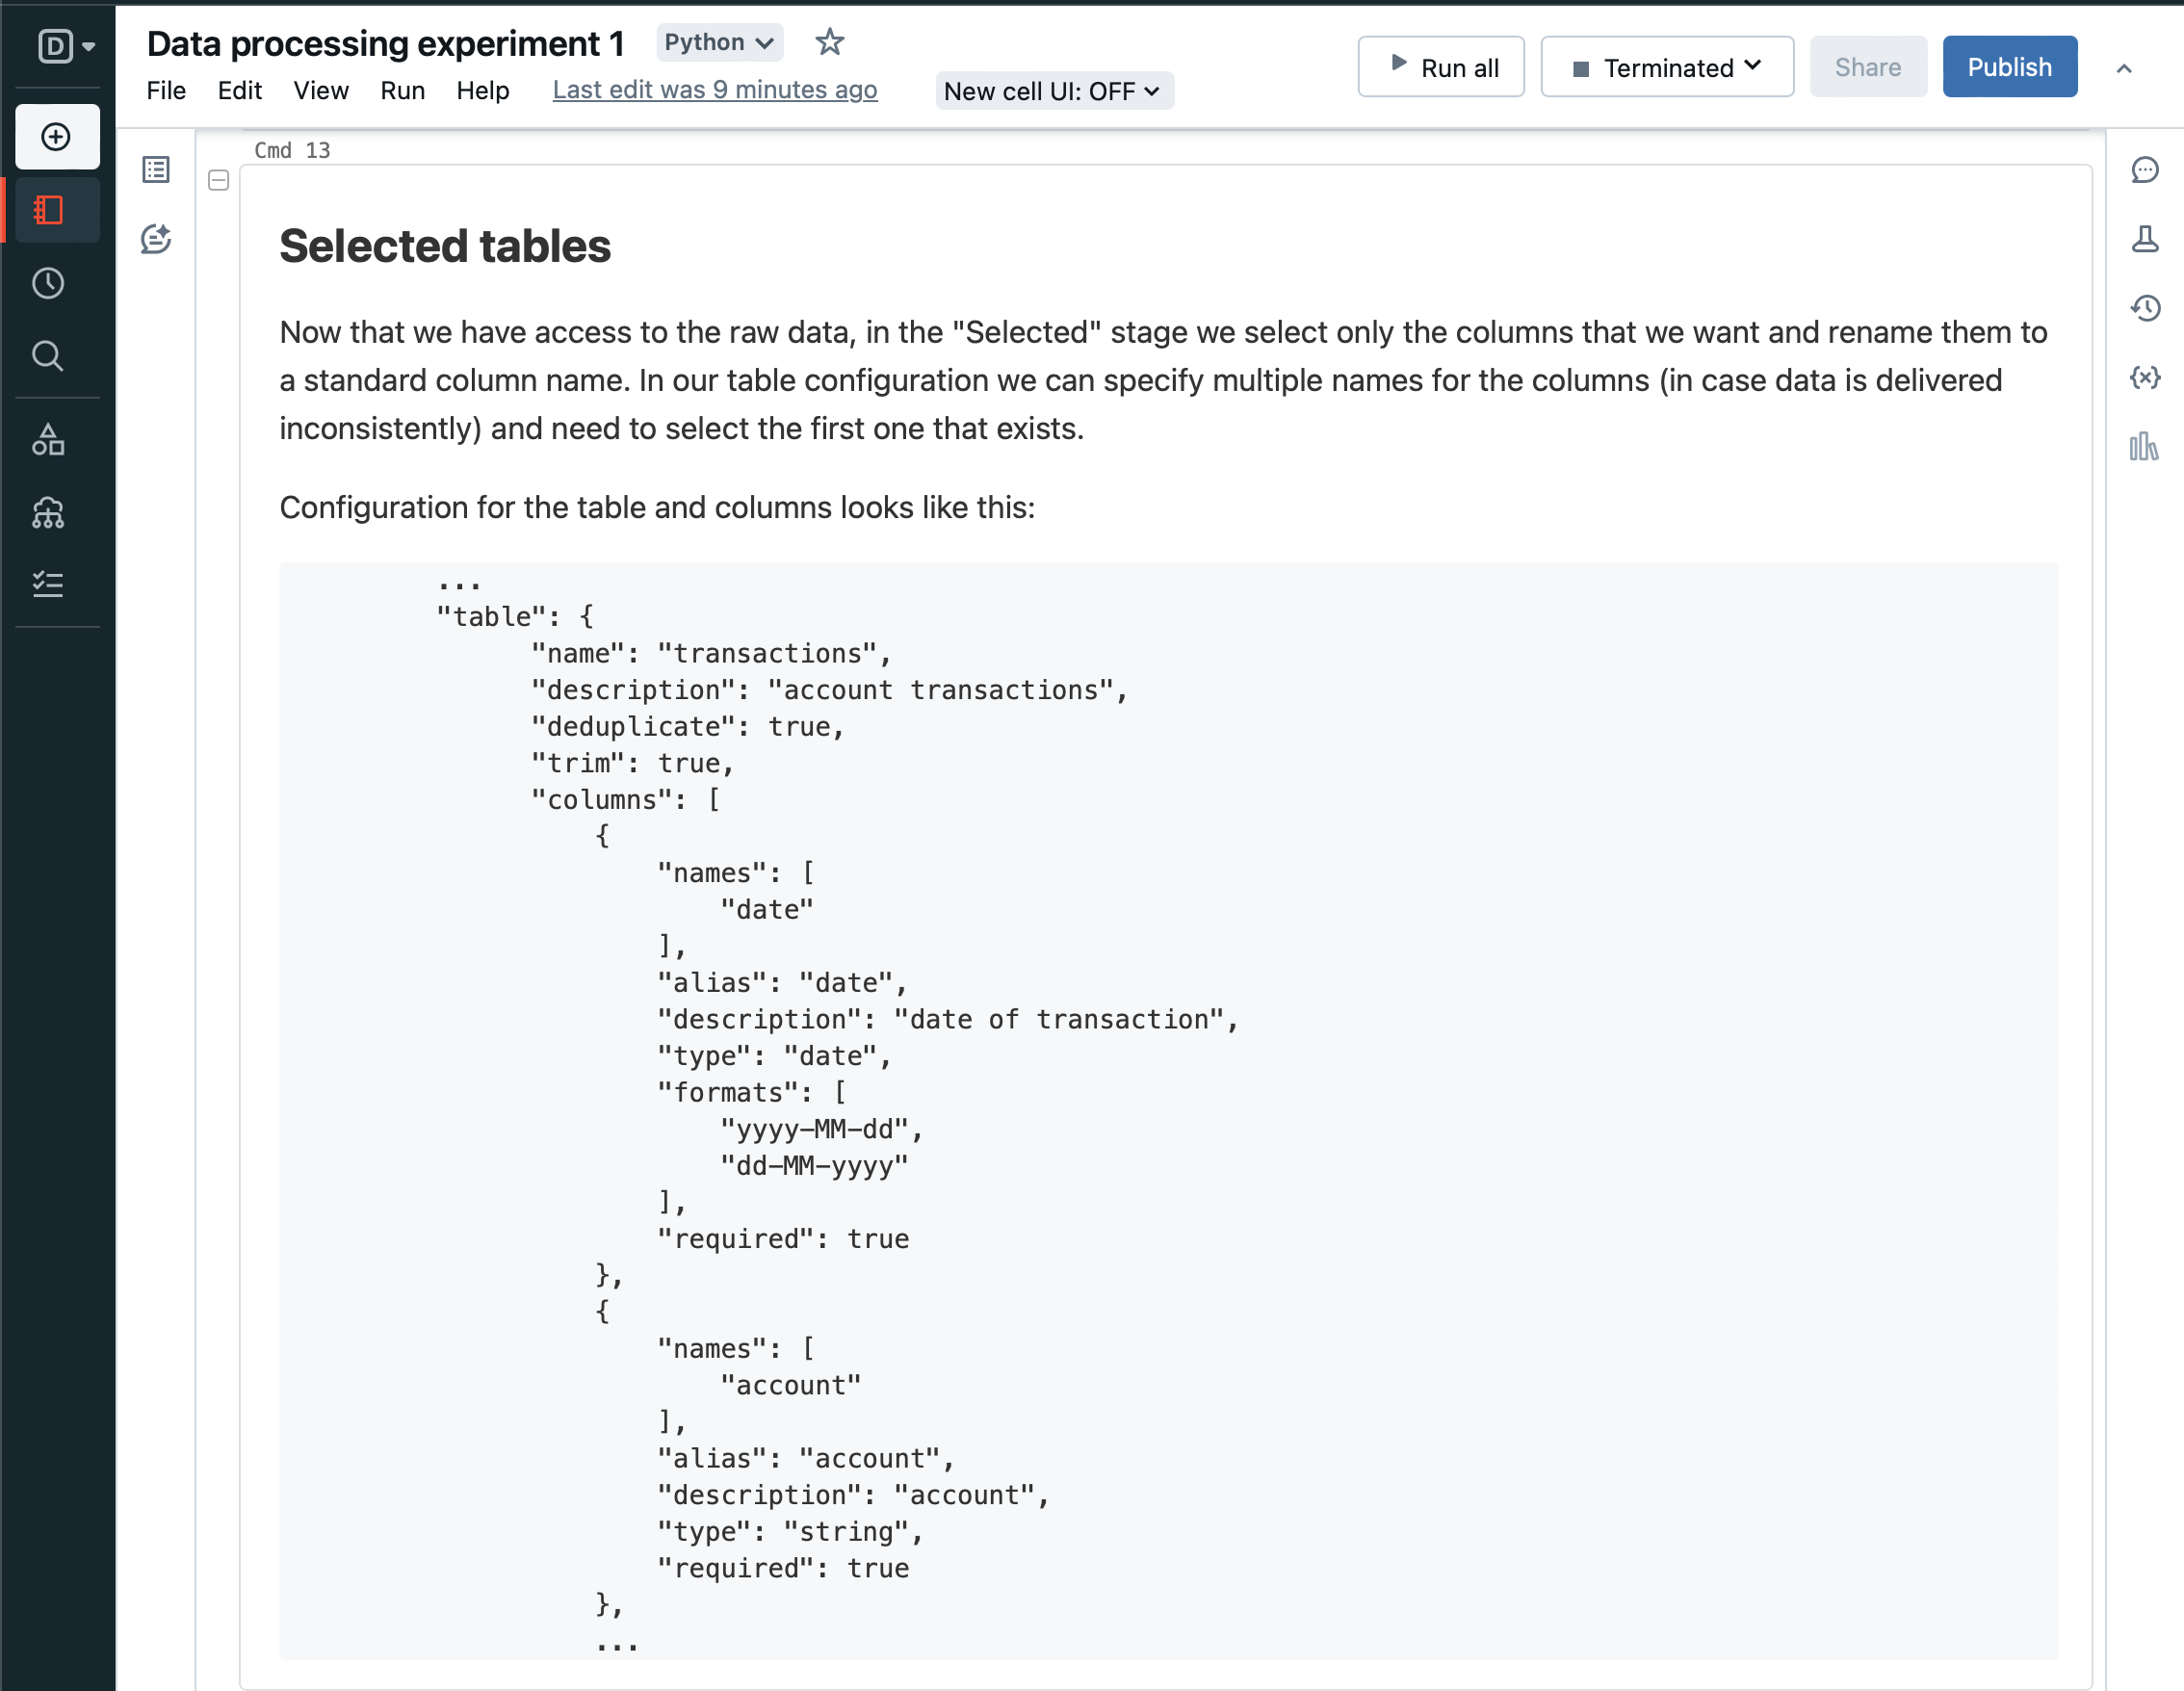 D
Data processing experiment 1
Python
File Edit View Run Help Last edit was 9 minutes ago
New cell UI: OFF
Run all
Terminated
Share
Publish
Cmd 13
Selected tables
Now that we have access to the raw data, in the "Selected" stage we select only the columns that we want and rename them to
a standard column name. In our table configuration we can specify multiple names for the columns (in case data is delivered
inconsistently) and need to select the first one that exists.
Configuration for the table and columns looks like this:
...
"table": {
"name": "transactions",
"description": "account transactions",
"deduplicate": true,
"trim": true,
"columns": [
{
"names": [
"date"
],
"alias": "date",
"description": "date of transaction",
"type": "date",
"formats": [
"yyyy-MM-dd",
"dd-MM-yyyy"
],
"required": true
},
{
"names": [
"account"
],
"alias": "account",
"description": "account",
"type": "string",
"required": true
},
...